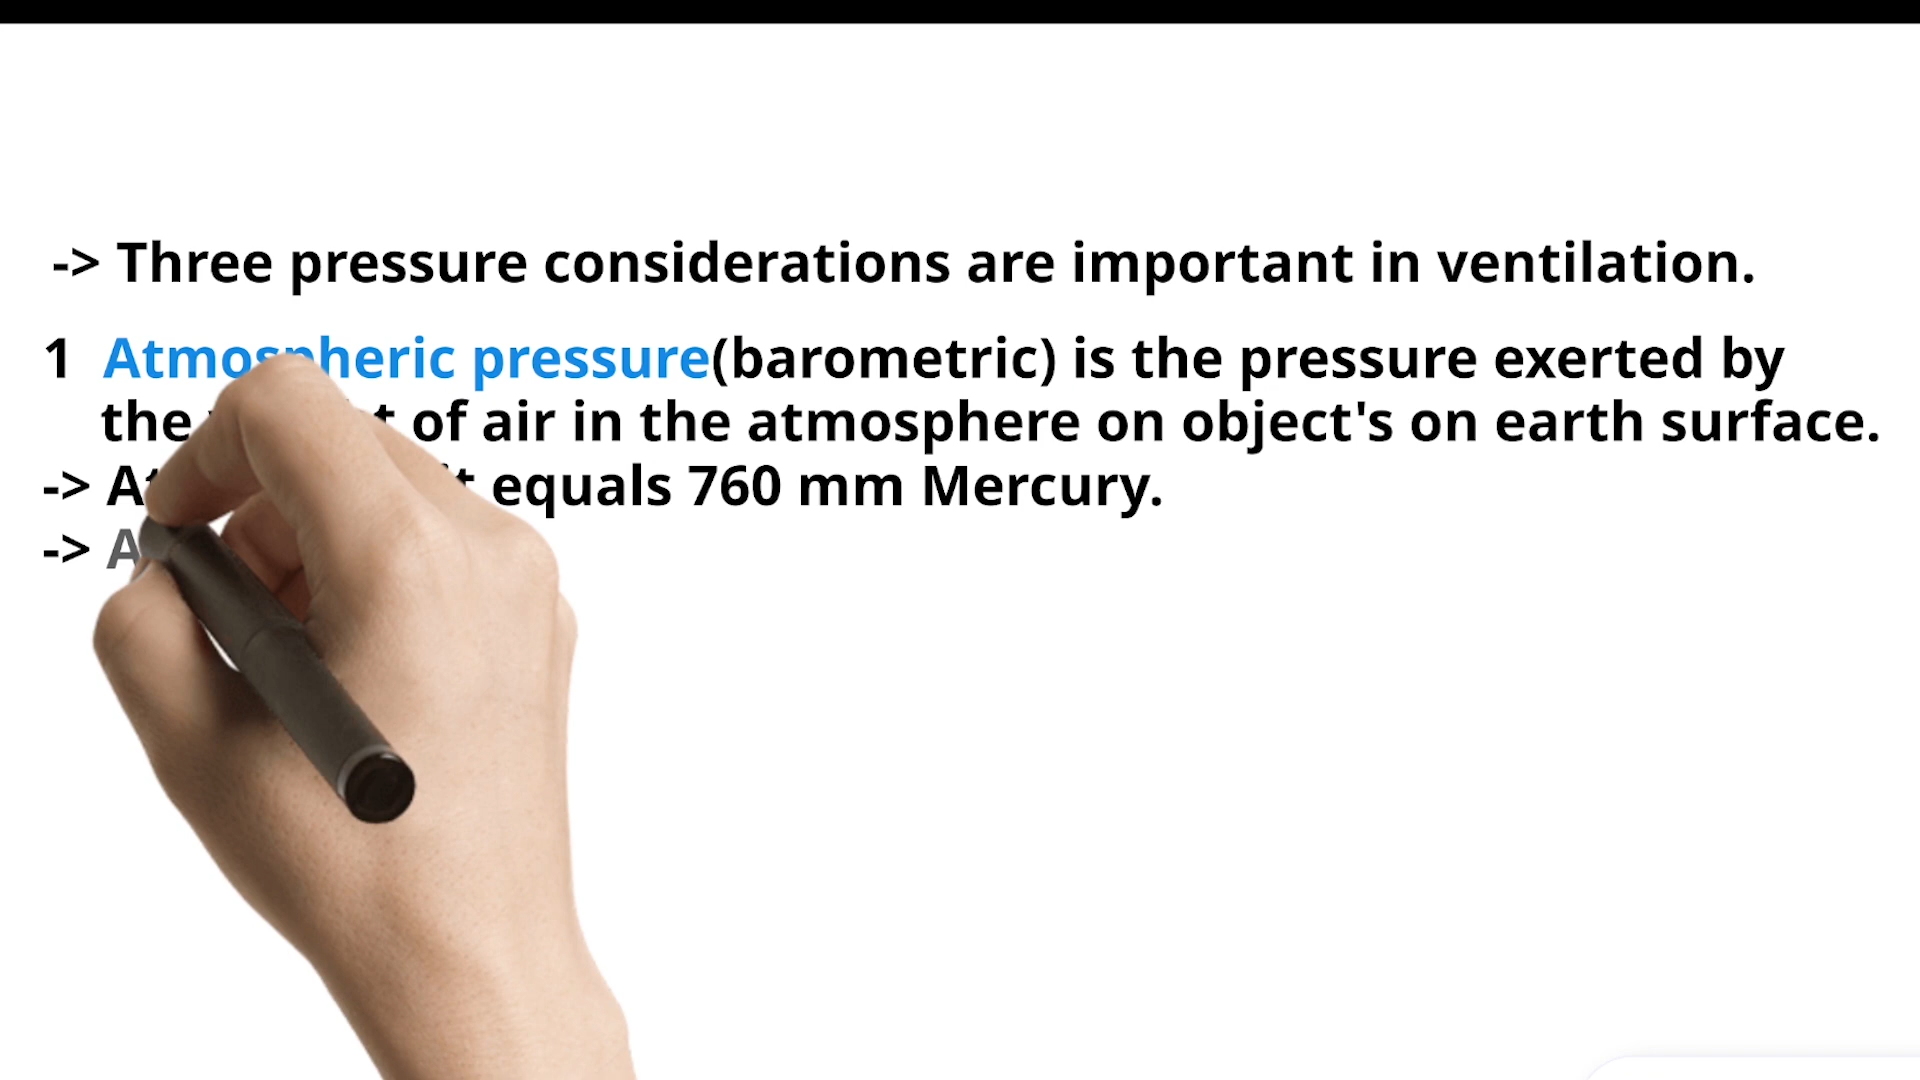 -> Three pressure considerations are important in ventilation.
1 Atmospheric pressure(barometric) is the pressure exerted by
the of air in the atmosphere on object's on earth surface.
-> equals 760 mm Mercury.
-> A